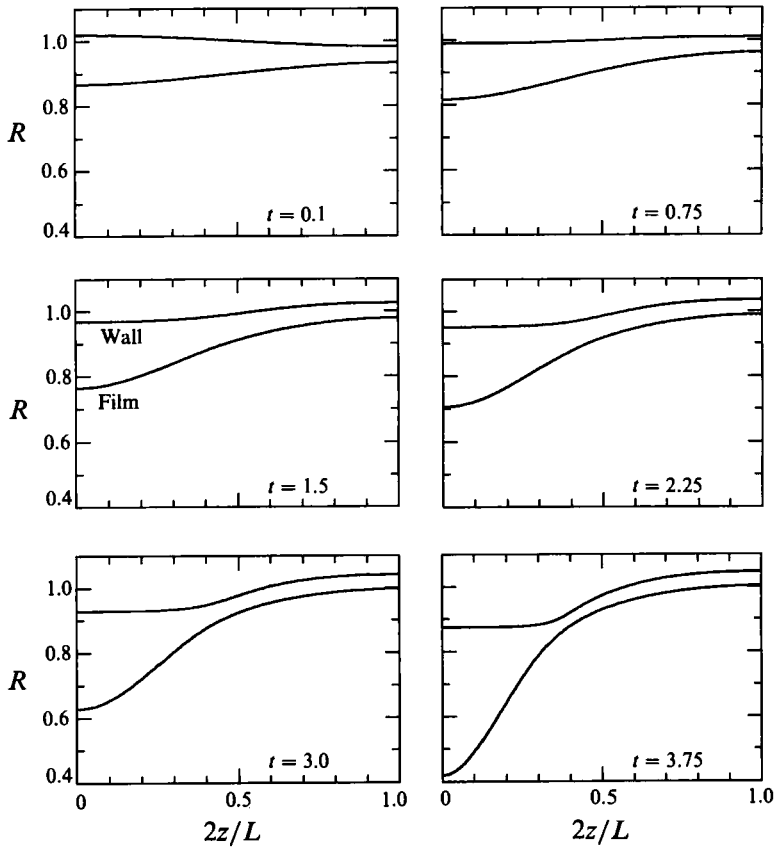 1.0
0.8
R
0.6
0.4
t = 0.1
t = 0.75
1.0
Wall
0.8
Film
R
0.6
0.4
t = 1.5
t = 2.25
1.0
0.8
R
0.6
0.4
t = 3.0
t = 3.75
0 0.5 1.0
0 0.5 1.0
2z/L
2z/L